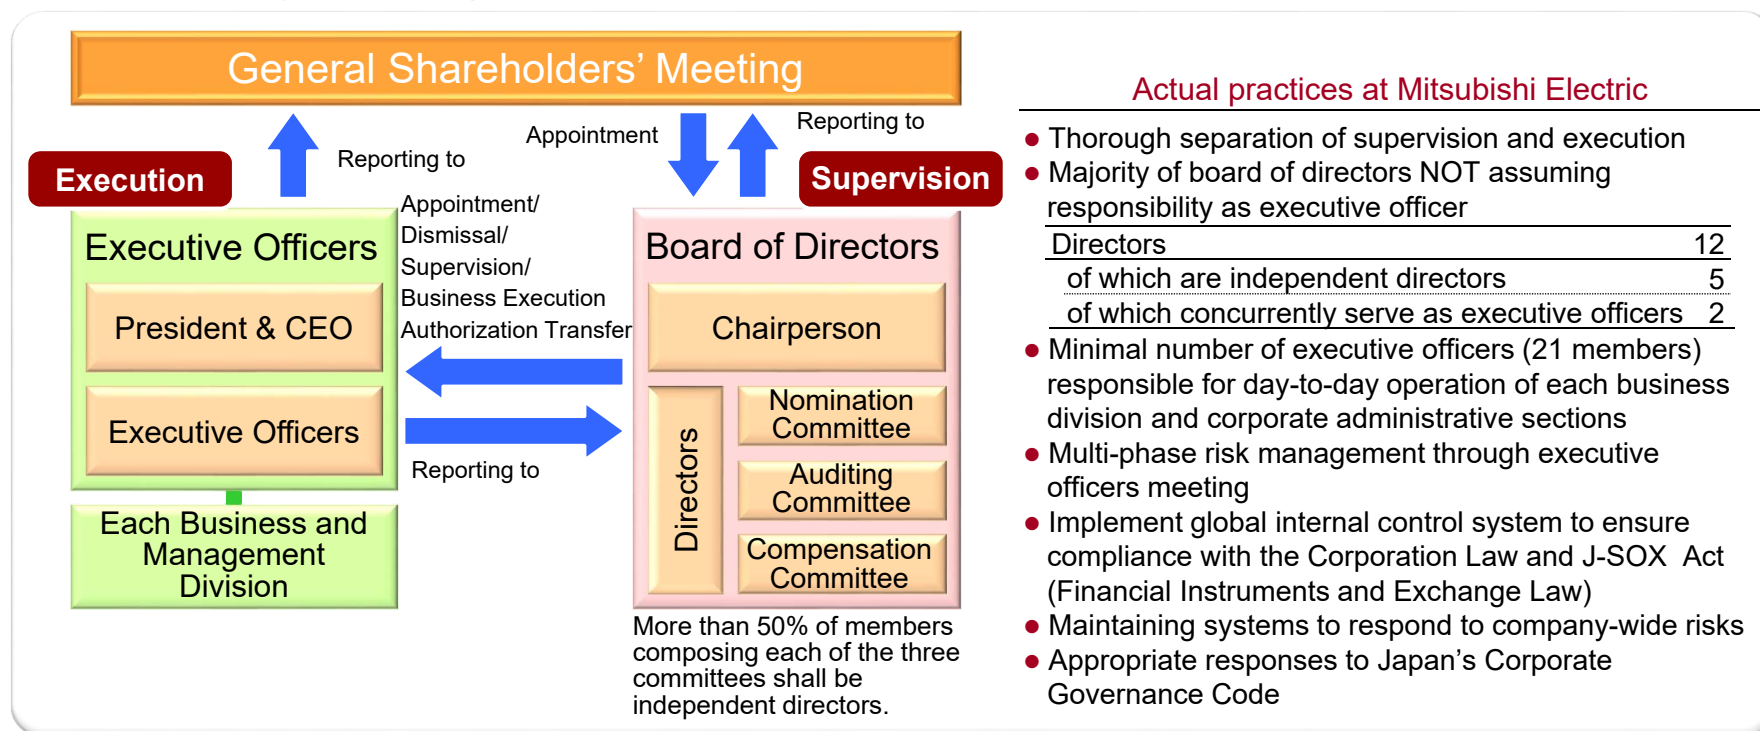 General Shareholders’ Meeting
Appointment
Reporting to
Reporting to
Execution
Supervision
Appointment/
Dismissal/
Supervision/
Business Execution
Authorization Transfer
Executive Officers
President & CEO
Executive Officers
Reporting to
Each Business and
Management
Division
Board of Directors
Chairperson
Directors
Nomination
Committee
Auditing
Committee
Compensation
Committee
More than 50% of members
composing each of the three
committees shall be
independent directors.
Actual practices at Mitsubishi Electric
● Thorough separation of supervision and execution
● Majority of board of directors NOT assuming
responsibility as executive officer
Directors 12
of which are independent directors 5
of which concurrently serve as executive officers 2
● Minimal number of executive officers (21 members)
responsible for day-to-day operation of each business
division and corporate administrative sections
● Multi-phase risk management through executive
officers meeting
● Implement global internal control system to ensure
compliance with the Corporation Law and J-SOX Act
(Financial Instruments and Exchange Law)
● Maintaining systems to respond to company-wide risks
● Appropriate responses to Japan’s Corporate
Governance Code